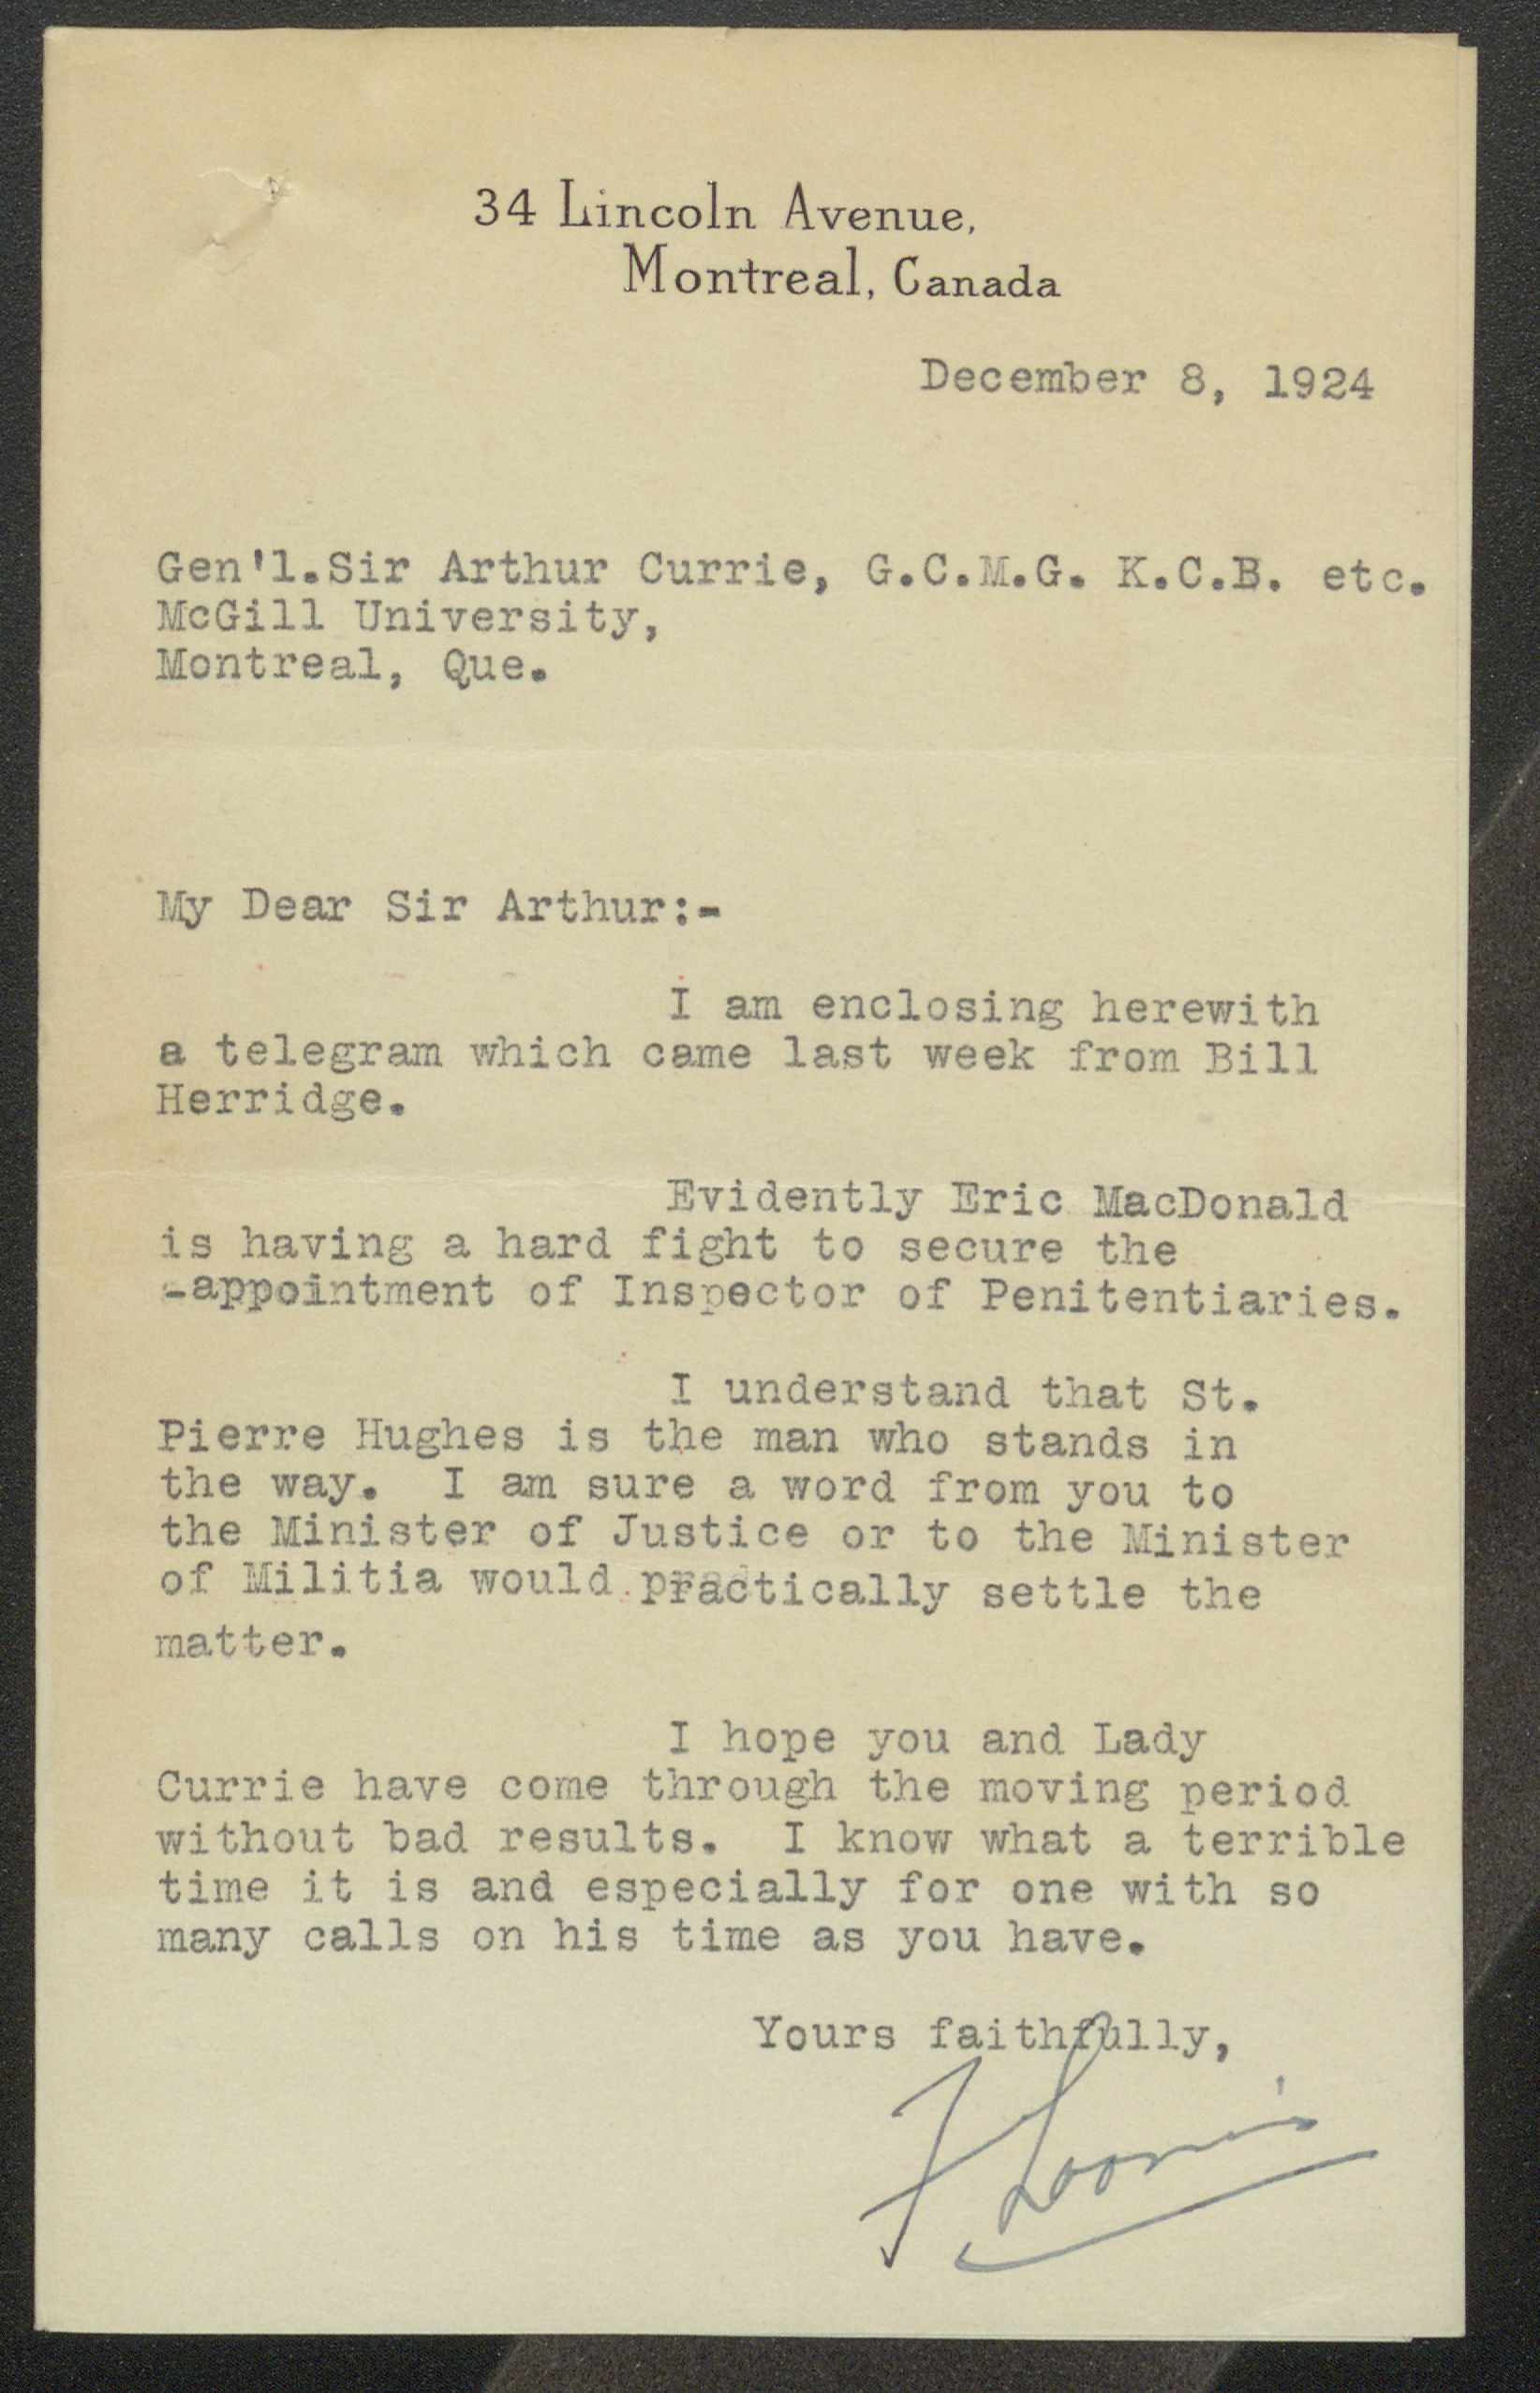 34 Lincoln Avenue,
Montreal, Canada
December 8, 1924
Gen'l.Sir Arthur Currie, G.C.M.G. K.C.B. etc.
McGill University,
Montreal, Que.
My Dear Sir Arthur:-
I am enclosing herewith
a telegram which came last week from Bill
Herridge.
Evidently Eric MacDonald
is having a hard fight to secure the
-appointment of Inspector of Penitentiaries.
I understand that St.
Pierre Hughes is the man who stands in
the way. I am sure a word from you to
the Minister of Justice or to the Minister
of Militia would practically settle the
matter.
I hope you and Lady
Currie have come through the moving period
without bad results. I know what a terrible
time it is and especially for one with so
many calls on his time as you have.
Yours faithfully,
F Loomis